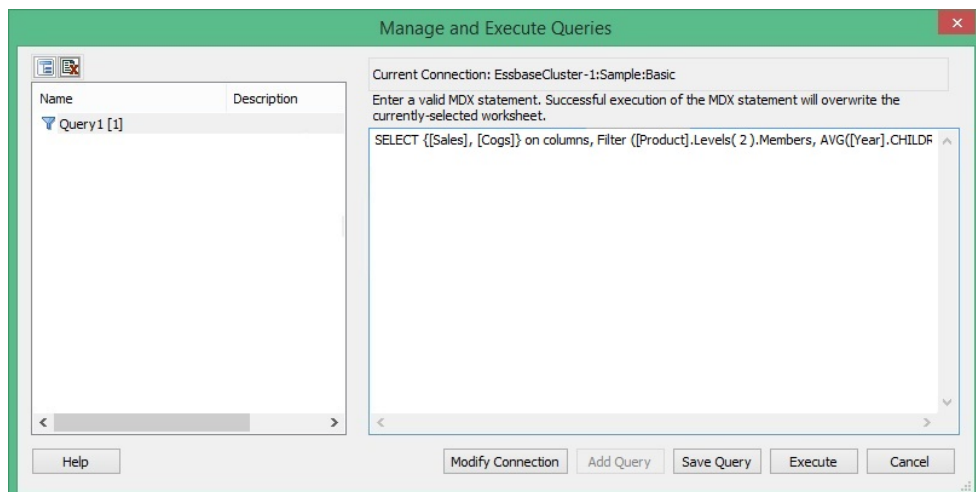 Manage and Execute Queries
Current Connection: EssbaseCluster-1:Sample:Basic
Name Description
Enter a valid MDX statement. Successful execution of the MDX statement will overwrite the
currently-selected worksheet.
Query1 [1]
SELECT {[Sales], [Cogs]} on columns, Filter ([Product].Levels( 2 ).Members, AVG([Year].CHILDR
Help
Modify Connection
Add Query
Save Query
Execute
Cancel